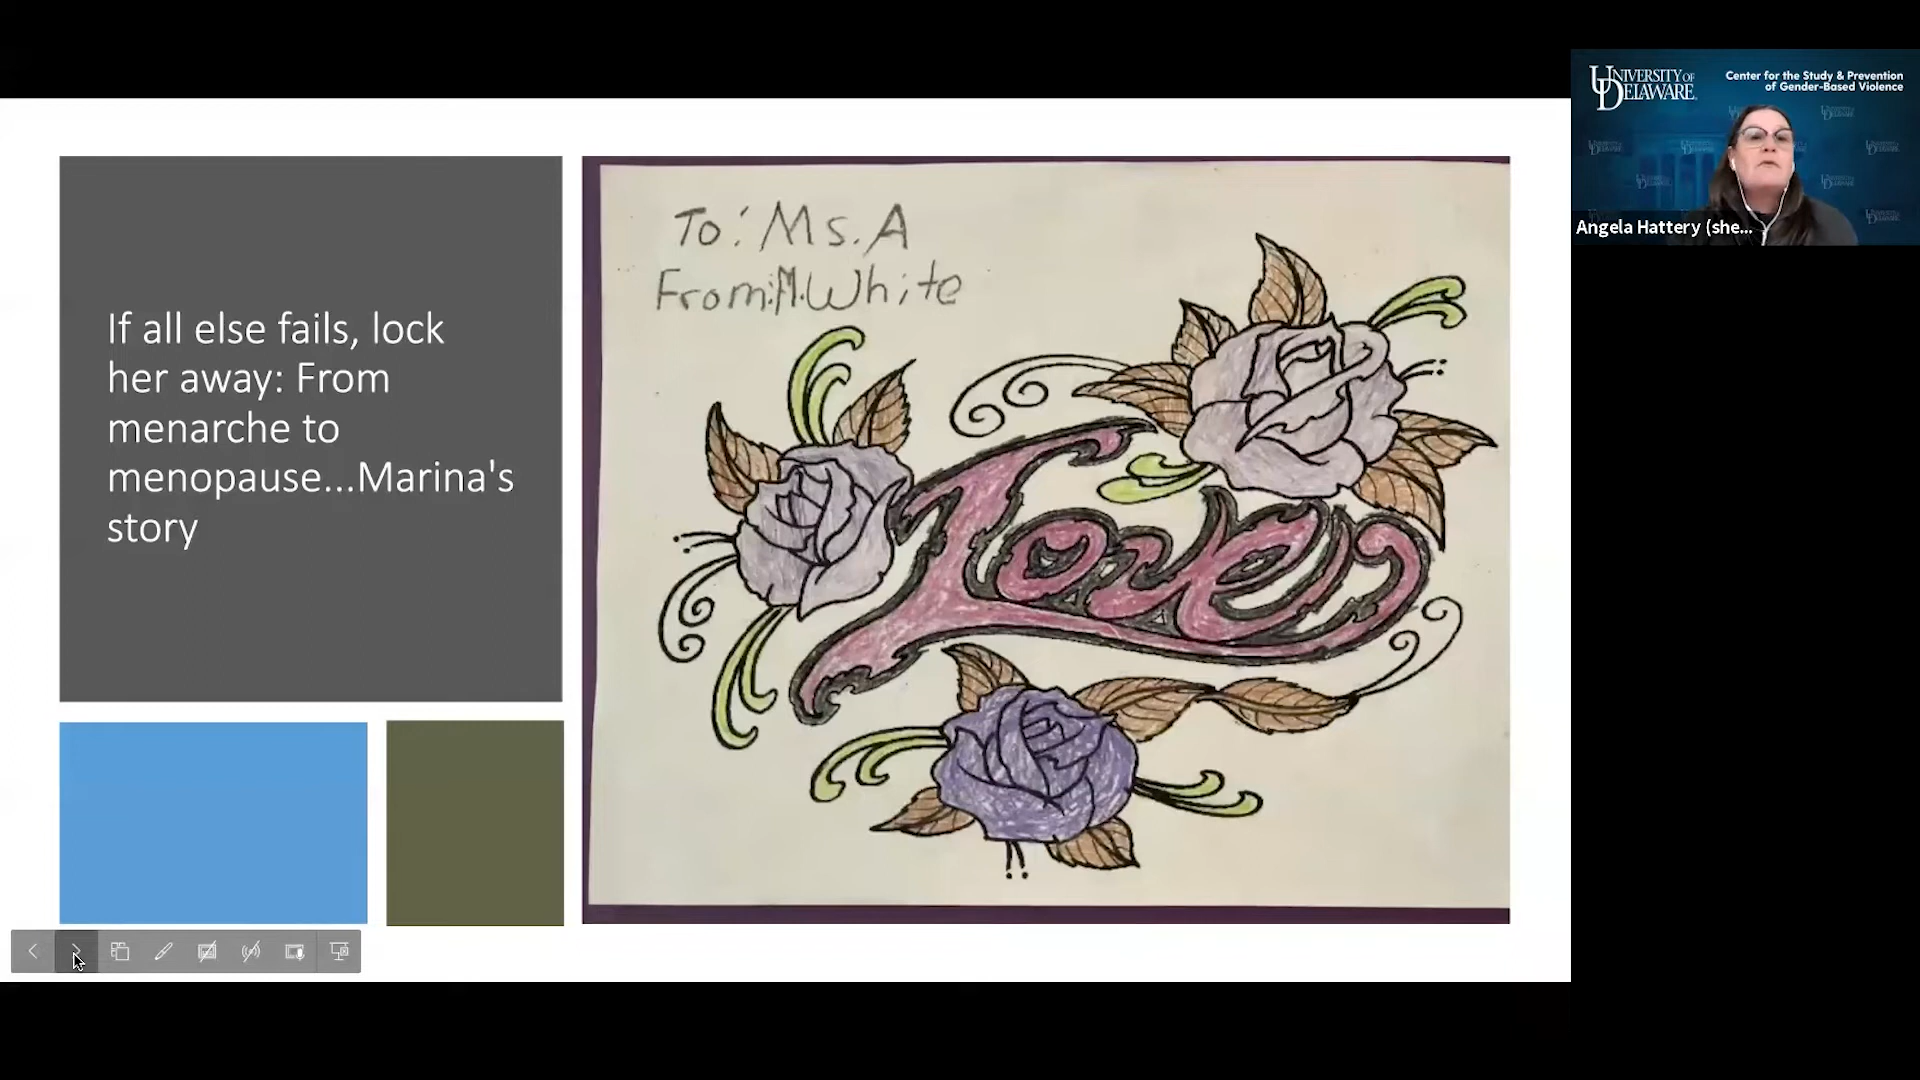 If all else fails, lock
her away: From
menarche to
menopause...Marina's
story
To: Ms. A
From: M. White
Love
UNIVERSITY OF
DELAWARE
Center for the Study & Prevention
of Gender-Based Violence
Angela Hattery (she...